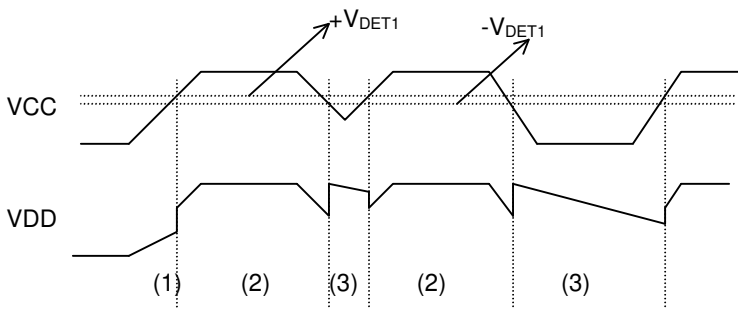 +VDET1 -VDET1
VCC
VDD
(1) (2) (3) (2) (3)